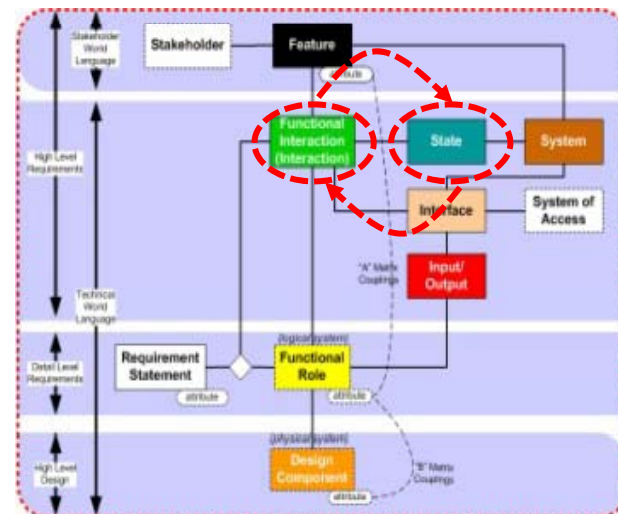 Stakeholder
World
Language
Stakeholder
Feature
attribute
High Level
Requirements
Functional
Interaction
(Interaction)
State
System
Interface
System of
Access
"A" Matrix
Couplings
Input/
Output
Technical
World
Language
(logical system)
Detail Level
Requirements
Requirement
Statement
Functional
Role
attribute
attribute
(physical system)
High Level
Design
Design
Component
"B" Matrix
Couplings
attribute